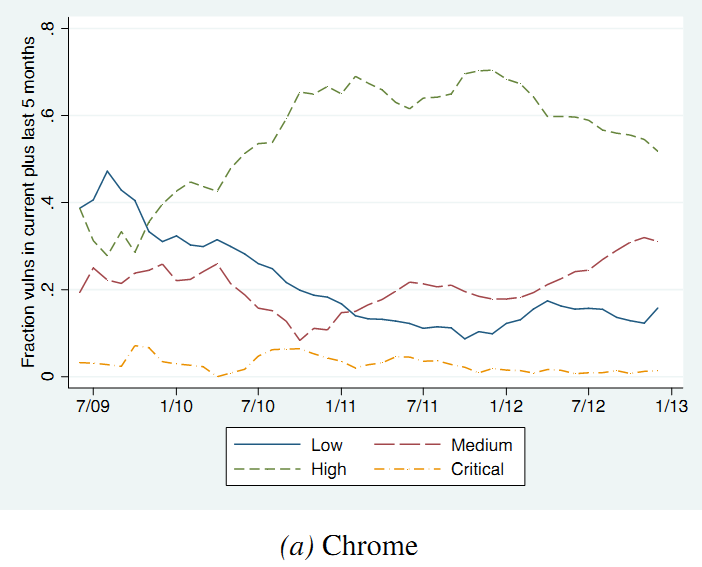 Fraction vulns in current plus last 5 months
.8
.6
.4
.2
0
7/09 1/10 7/10 1/11 7/11 1/12 7/12 1/13
Low Medium
High Critical
(a) Chrome